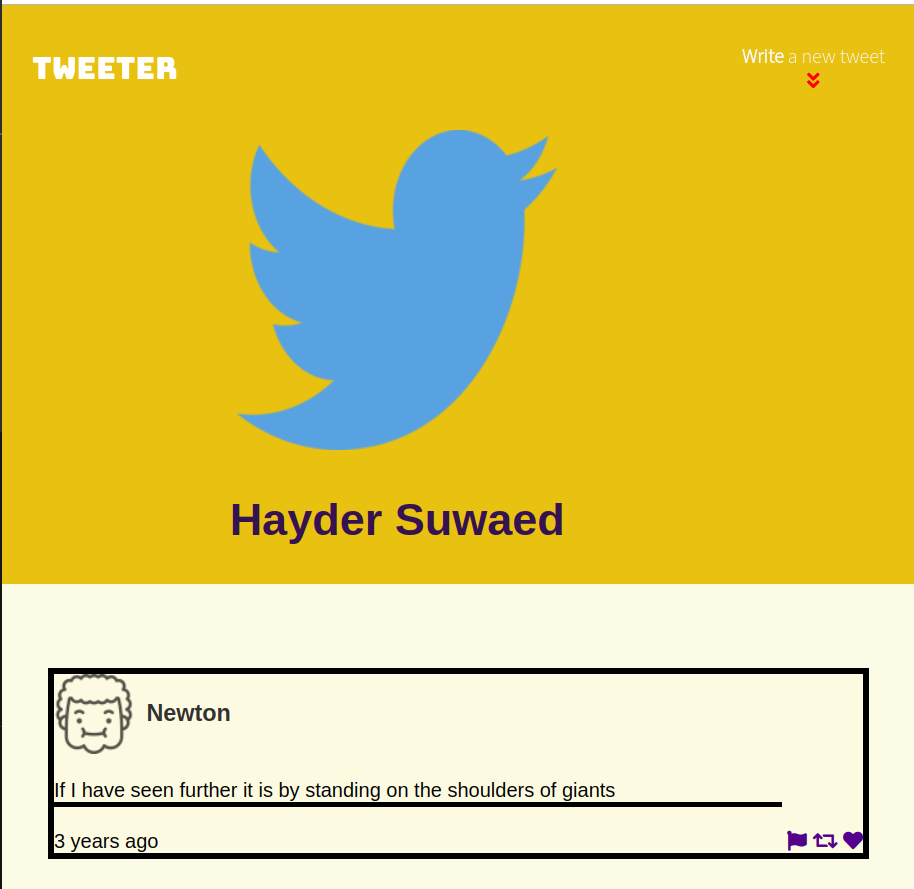 TWEETER
Write a new tweet
Hayder Suwaed
Newton
If I have seen further it is by standing on the shoulders of giants
3 years ago